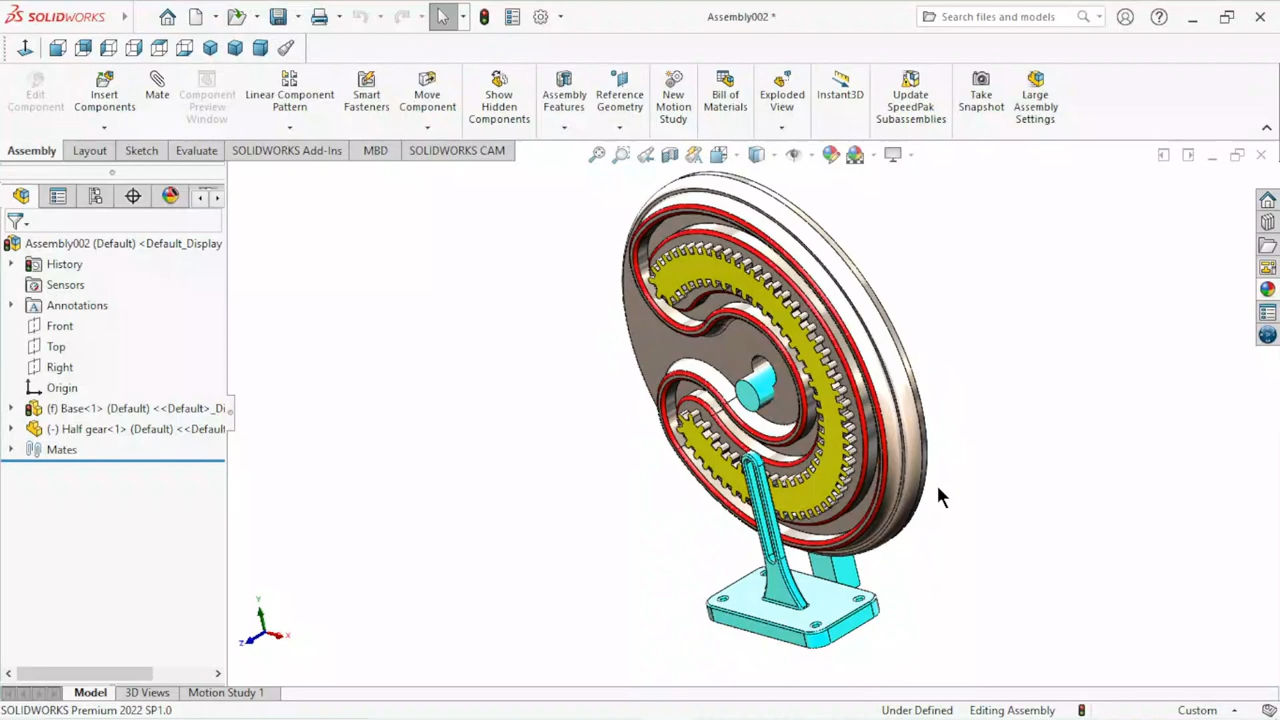 SOLIDWORKS
Assembly002 *
Search files and models
Edit
Component
Insert
Components
Mate
Component
Preview
Window
Linear Component
Pattern
Smart
Fasteners
Move
Component
Show
Hidden
Components
Assembly
Features
Reference
Geometry
New
Motion
Study
Bill of
Materials
Exploded
View
Instant3D
Update
SpeedPak
Subassemblies
Take
Snapshot
Large
Assembly
Settings
Assembly
Layout
Sketch
Evaluate
SOLIDWORKS Add-Ins
MBD
SOLIDWORKS CAM
Assembly002 (Default) <Default_Display
History
Sensors
Annotations
Front
Top
Right
Origin
(f) Base<1> (Default) <<Default>_Di
(-) Half gear<1> (Default) <<Default
Mates
Y
Z
X
Model
3D Views
Motion Study 1
SOLIDWORKS Premium 2022 SP1.0
Under Defined
Editing Assembly
Custom